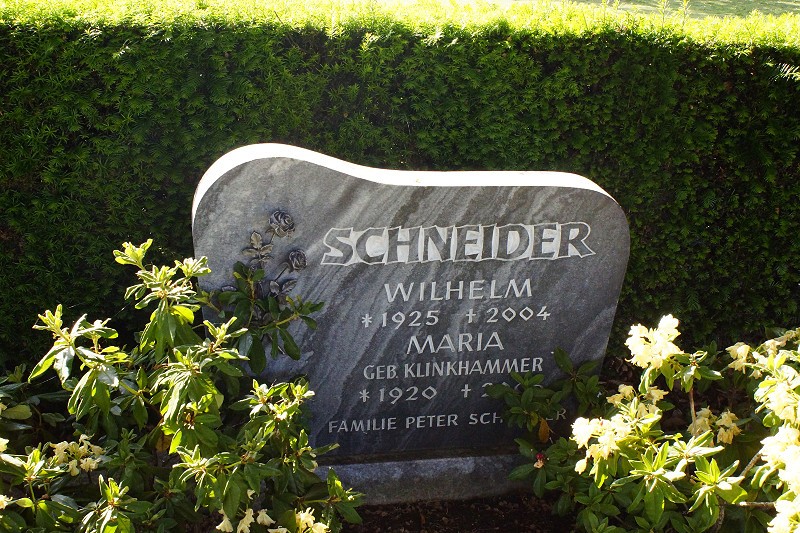 SCHNEIDER
WILHELM
* 1925 † 2004
MARIA
GEB KLINKHAMMER
* 1920 †
FAMILIE PETER